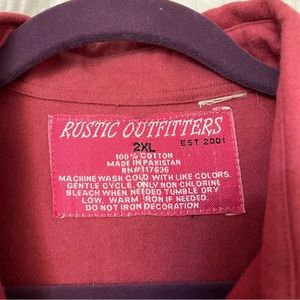 RUSTIC OUTFITTERS
2XL EST 2001
100% COTTON
MADE IN PAKISTAN
RN#117636
MACHINE WASH COLD WITH LIKE COLORS.
GENTLE CYCLE. ONLY NON CHLORINE
BLEACH WHEN NEEDED TUMBLE DRY
LOW, WARM IRON IF NEEDED.
DO NOT IRON DECORATION